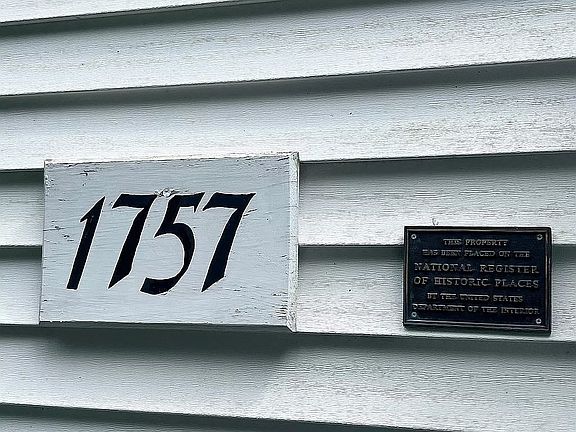 1757
THIS PROPERTY
HAS BEEN PLACED ON THE
NATIONAL REGISTER
OF HISTORIC PLACES
BY THE UNITED STATES
DEPARTMENT OF THE INTERIOR